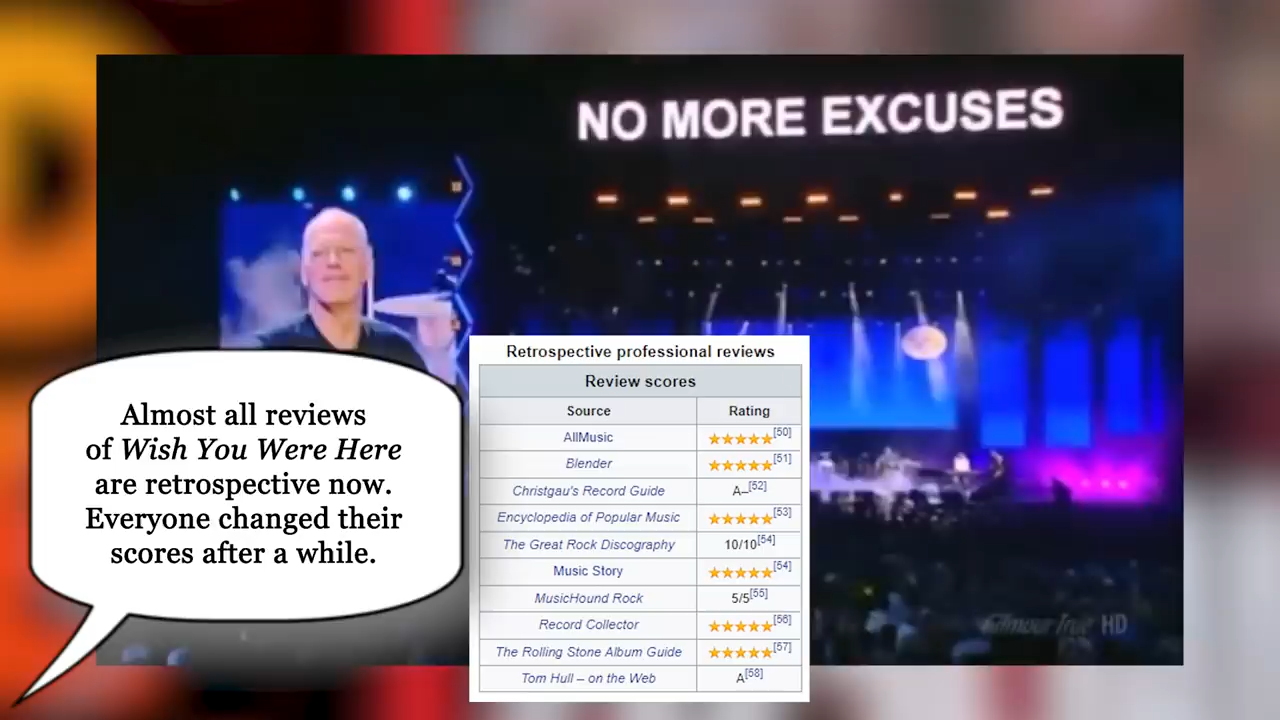 NO MORE EXCUSES
Almost all reviews
of Wish You Were Here
are retrospective now.
Everyone changed their
scores after a while.
Retrospective professional reviews
Review scores
Source Rating
AllMusic ★★★★★[50]
Blender ★★★★★[51]
Christgau's Record Guide A–[52]
Encyclopedia of Popular Music ★★★★★[53]
The Great Rock Discography 10/10[54]
Music Story ★★★★★[54]
MusicHound Rock 5/5[55]
Record Collector ★★★★★[56]
The Rolling Stone Album Guide ★★★★★[57]
Tom Hull – on the Web A[58]
HD